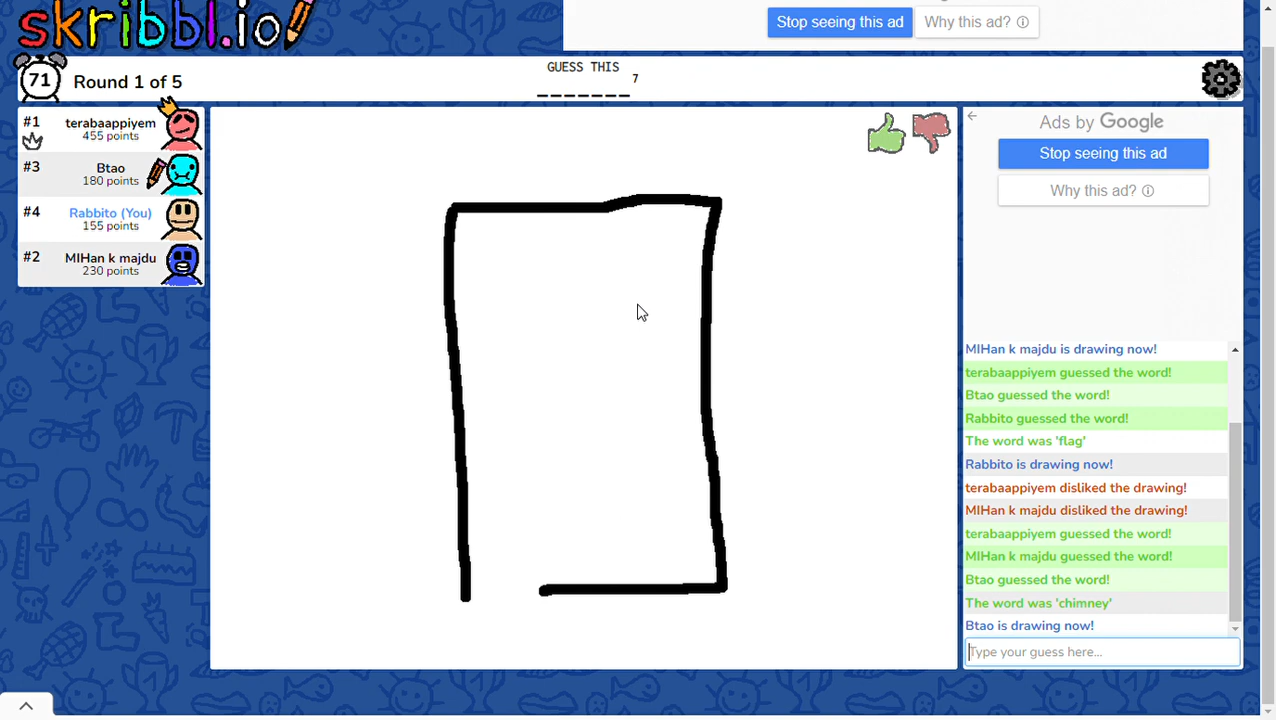 skribbl.io
Stop seeing this ad
Why this ad?
71
Round 1 of 5
GUESS THIS
_______ 7
#1
terabaappiyem
455 points
#3
Btao
180 points
#4
Rabbito (You)
155 points
#2
MIHan k majdu
230 points
Ads by Google
Stop seeing this ad
Why this ad?
MIHan k majdu is drawing now!
terabaappiyem guessed the word!
Btao guessed the word!
Rabbito guessed the word!
The word was 'flag'
Rabbito is drawing now!
terabaappiyem disliked the drawing!
MIHan k majdu disliked the drawing!
terabaappiyem guessed the word!
MIHan k majdu guessed the word!
Btao guessed the word!
The word was 'chimney'
Btao is drawing now!
Type your guess here...